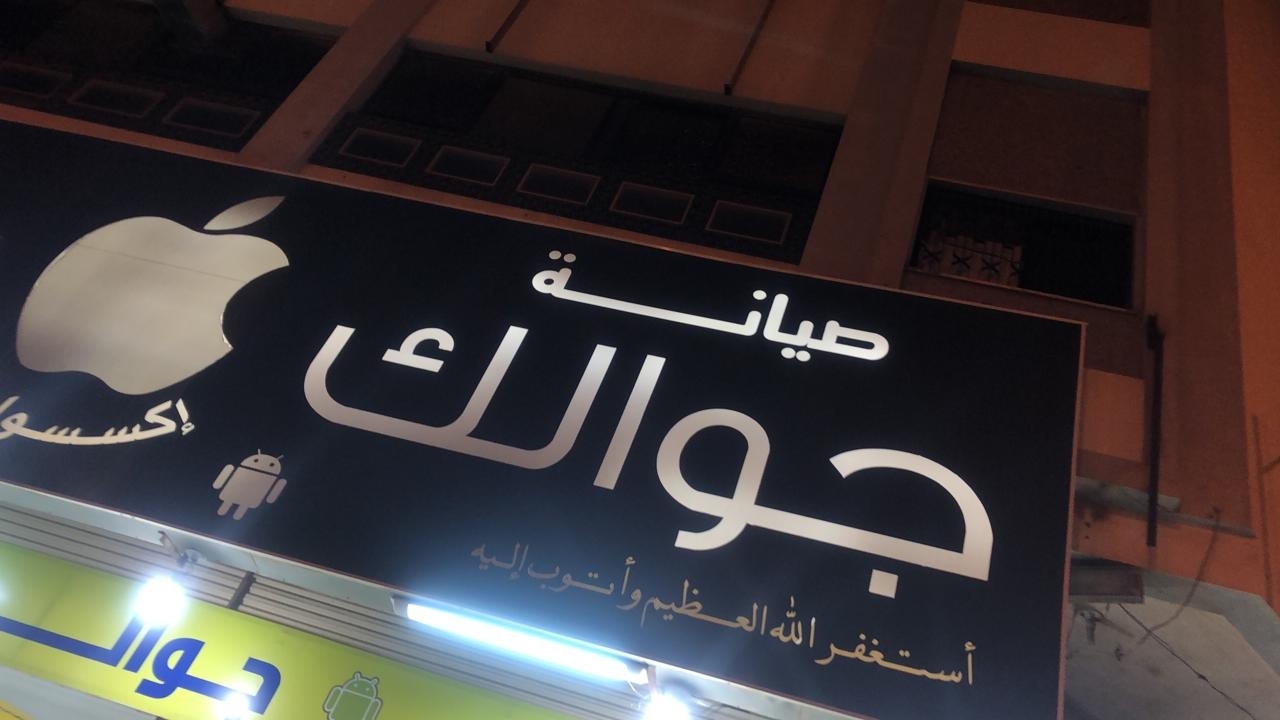 صيانة
جوالك
أستغفر الله العظيم وأتوب إليه